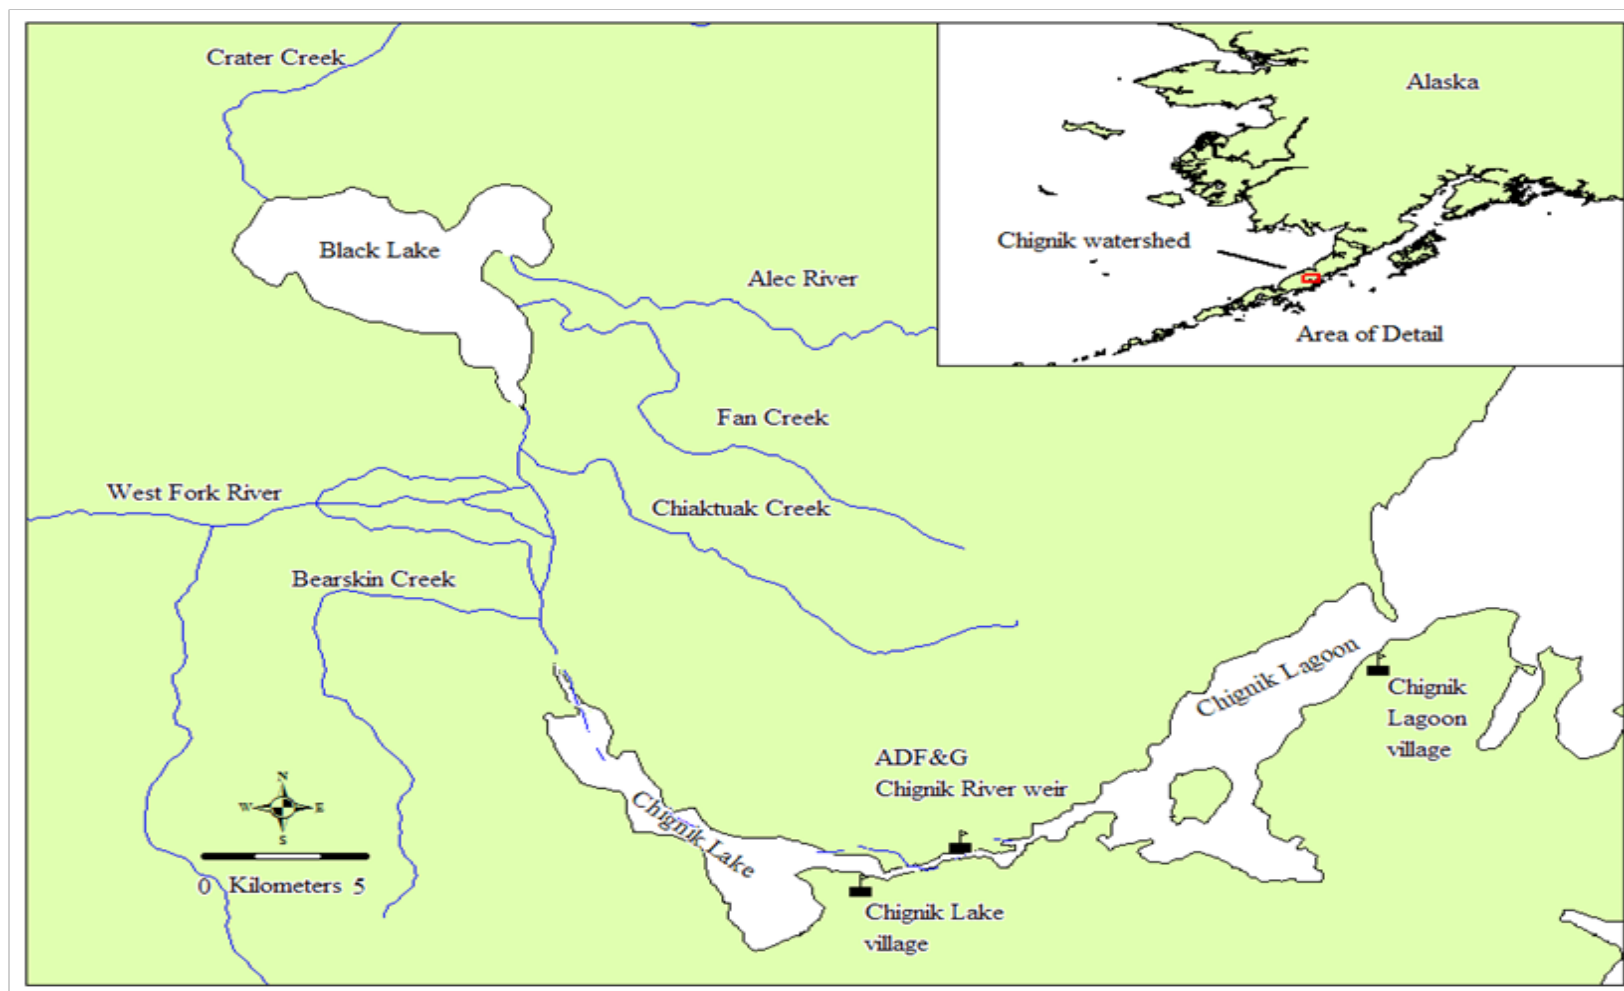 Crater Creek
Alaska
Black Lake
Chignik watershed
Alec River
Area of Detail
Fan Creek
West Fork River
Chiaktuak Creek
Bearskin Creek
Chignik Lagoon
Chignik
Lagoon
village
ADF&G
Chignik River weir
N
W E
S
0 Kilometers 5
Chignik Lake
Chignik Lake
village